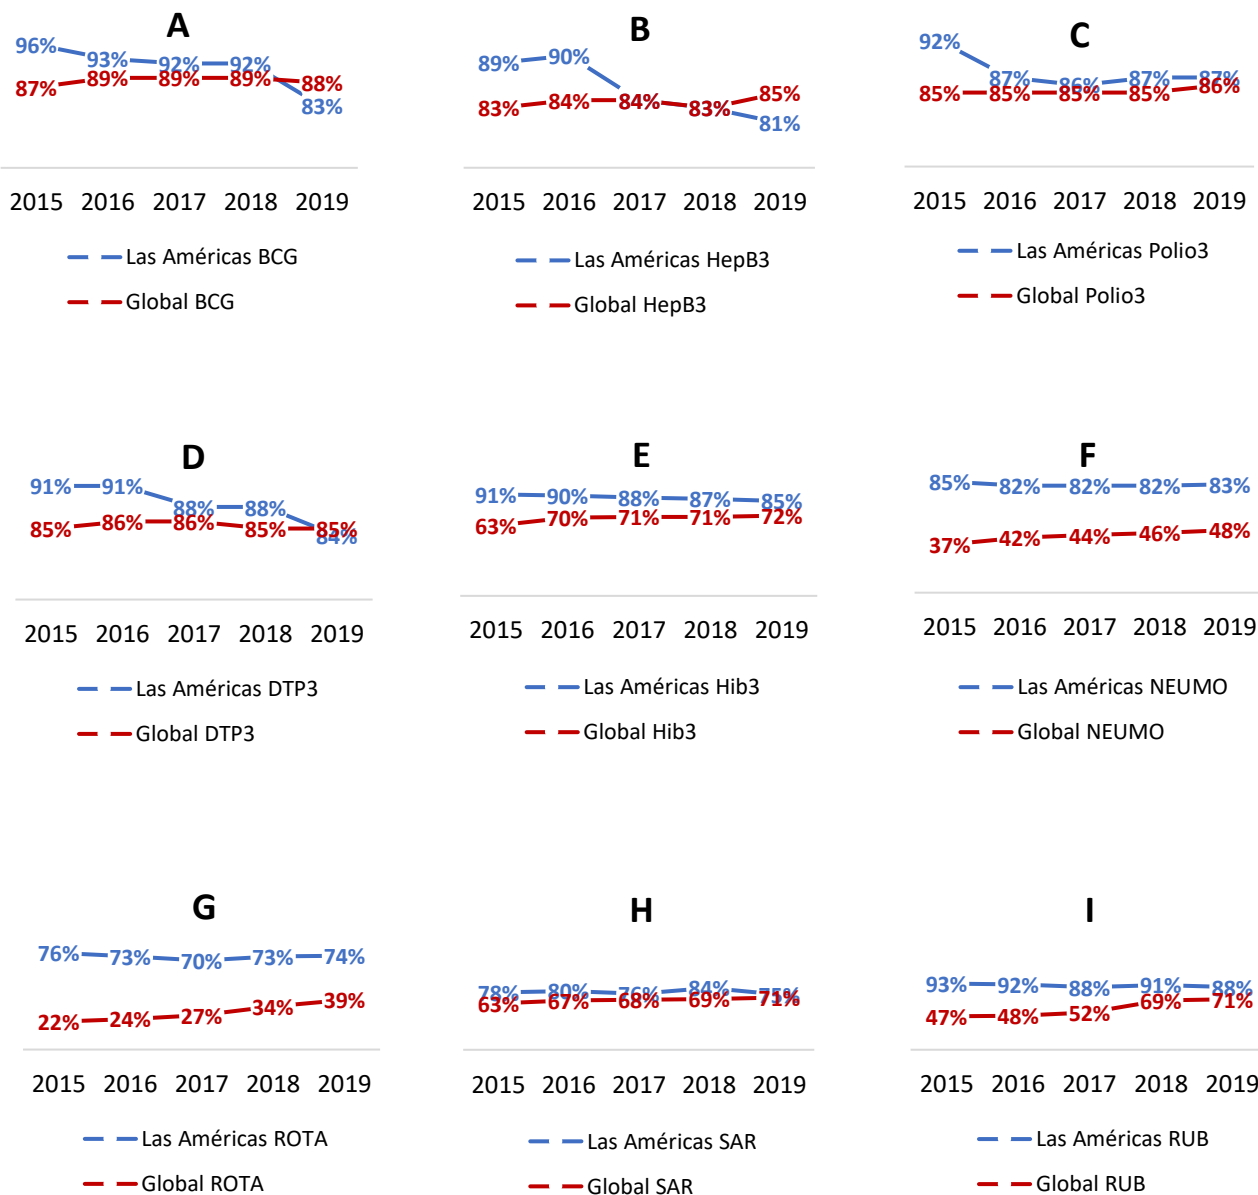 A
96% 93% 92% 92% 83%
87% 89% 89% 89% 88%
2015 2016 2017 2018 2019
Las Américas BCG
Global BCG
B
89% 90% 84% 83% 81%
83% 84% 84% 83% 85%
2015 2016 2017 2018 2019
Las Américas HepB3
Global HepB3
C
92% 87% 86% 87% 87%
85% 85% 85% 85% 86%
2015 2016 2017 2018 2019
Las Américas Polio3
Global Polio3
D
91% 91% 88% 88% 84%
85% 86% 86% 85% 85%
2015 2016 2017 2018 2019
Las Américas DTP3
Global DTP3
E
91% 90% 88% 87% 85%
63% 70% 71% 71% 72%
2015 2016 2017 2018 2019
Las Américas Hib3
Global Hib3
F
85% 82% 82% 82% 83%
37% 42% 44% 46% 48%
2015 2016 2017 2018 2019
Las Américas NEUMO
Global NEUMO
G
76% 73% 70% 73% 74%
22% 24% 27% 34% 39%
2015 2016 2017 2018 2019
Las Américas ROTA
Global ROTA
H
78% 80% 76% 84% 75%
63% 67% 68% 69% 71%
2015 2016 2017 2018 2019
Las Américas SAR
Global SAR
I
93% 92% 88% 91% 88%
47% 48% 52% 69% 71%
2015 2016 2017 2018 2019
Las Américas RUB
Global RUB